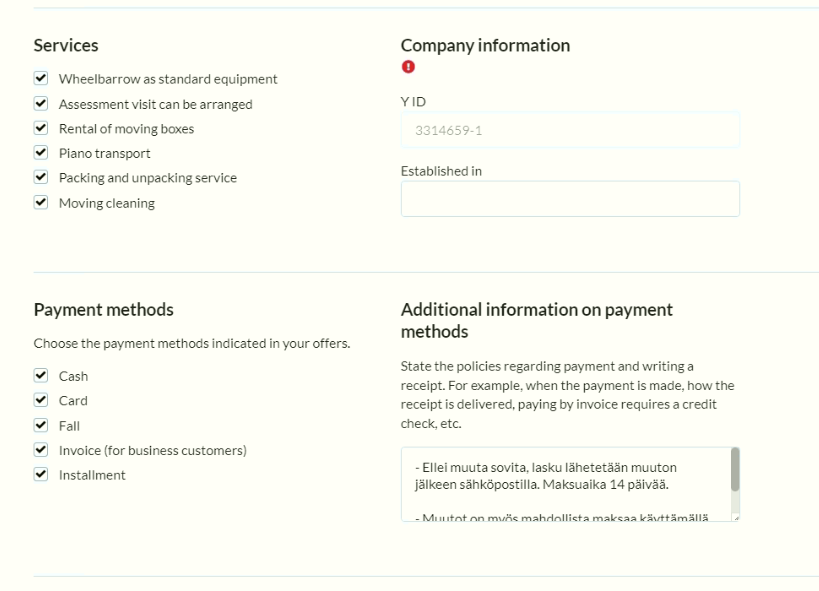 Services
Wheelbarrow as standard equipment
Assessment visit can be arranged
Rental of moving boxes
Piano transport
Packing and unpacking service
Moving cleaning
Company information
Y ID
3314659-1
Established in
Payment methods
Choose the payment methods indicated in your offers.
Cash
Card
Fall
Invoice (for business customers)
Installment
Additional information on payment
methods
State the policies regarding payment and writing a
receipt. For example, when the payment is made, how the
receipt is delivered, paying by invoice requires a credit
check, etc.
- Ellei muuta sovita, lasku lähetetään muuton
jälkeen sähköpostilla. Maksuaika 14 päivää.
- Muutot on myös mahdollista maksaa käyttämällä